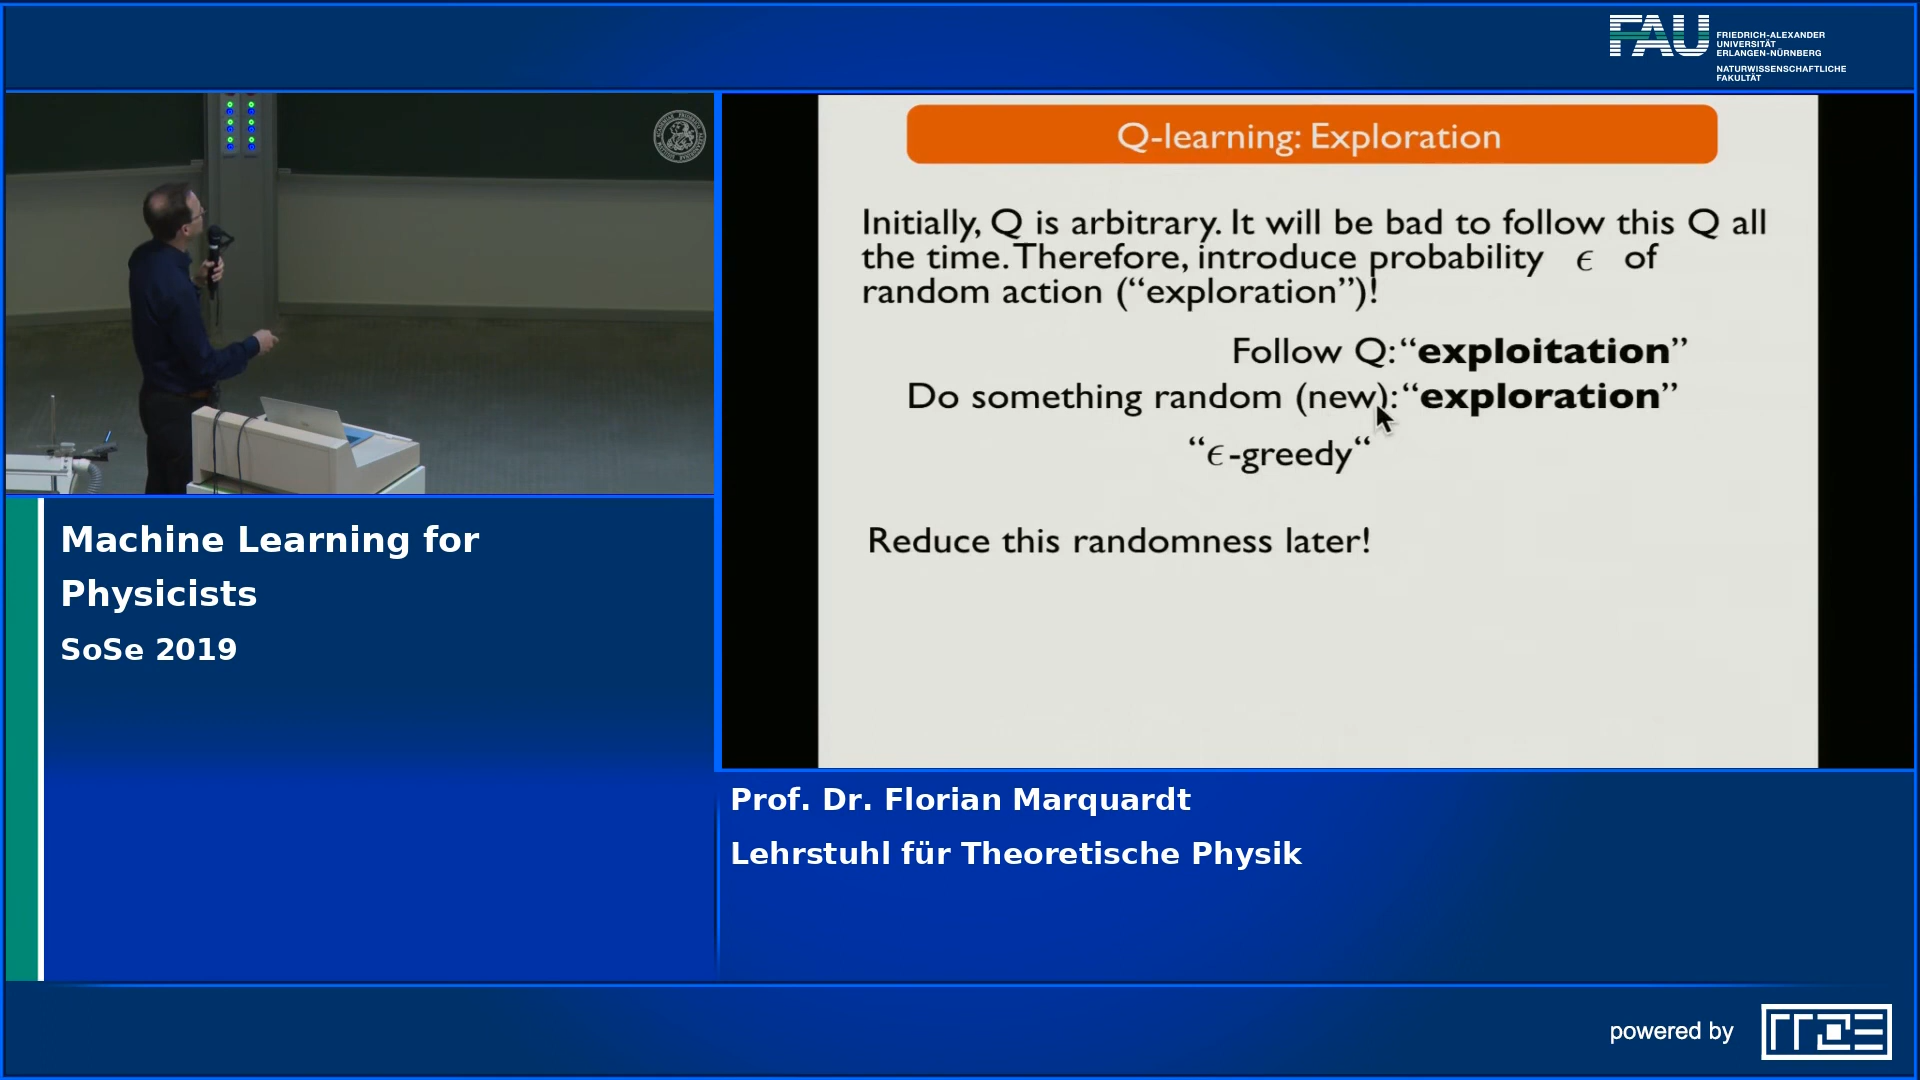 FAU
FRIEDRICH-ALEXANDER
UNIVERSITÄT
ERLANGEN-NÜRNBERG
NATURWISSENSCHAFTLICHE
FAKULTÄT
Q-learning: Exploration
Initially, Q is arbitrary. It will be bad to follow this Q all
the time. Therefore, introduce probability ϵ of
random action (“exploration”)!
Follow Q: “exploitation”
Do something random (new): “exploration”
“ϵ-greedy“
Reduce this randomness later!
Machine Learning for
Physicists
SoSe 2019
Prof. Dr. Florian Marquardt
Lehrstuhl für Theoretische Physik
powered by